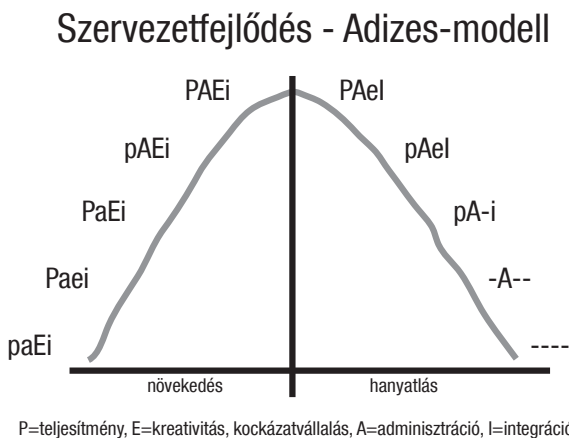 Szervezetfejlődés - Adizes-modell
PAEi
PAeI
pAEi
pAeI
PaEi
pA-i
Paei
-A--
paEi
----
növekedés
hanyatlás
P=teljesítmény, E=kreativitás, kockázatvállalás, A=adminisztráció, I=integráció